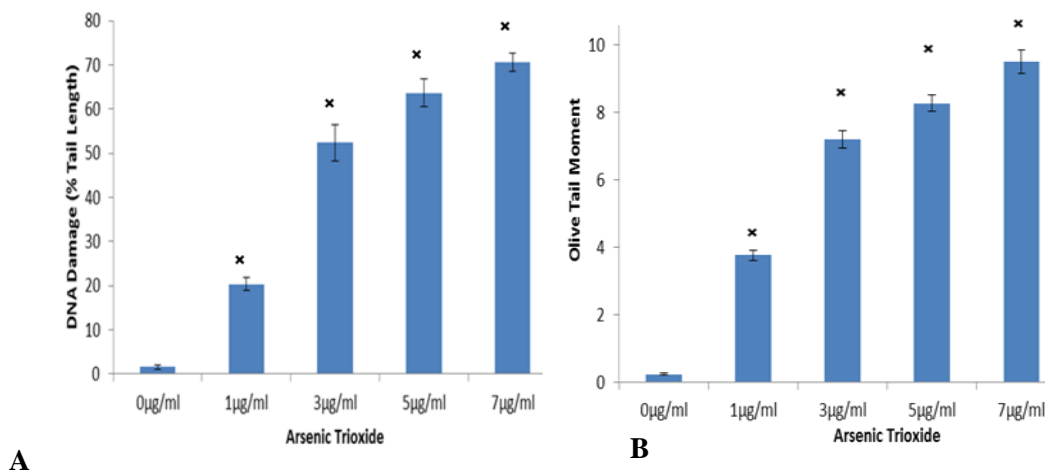 DNA Damage (% Tail Length)
80
70
60
50
40
30
20
10
0
× × × ×
0µg/ml 1µg/ml 3µg/ml 5µg/ml 7µg/ml
Arsenic Trioxide
A
Olive Tail Moment
10
8
6
4
2
0
× × × ×
0µg/ml 1µg/ml 3µg/ml 5µg/ml 7µg/ml
Arsenic Trioxide
B